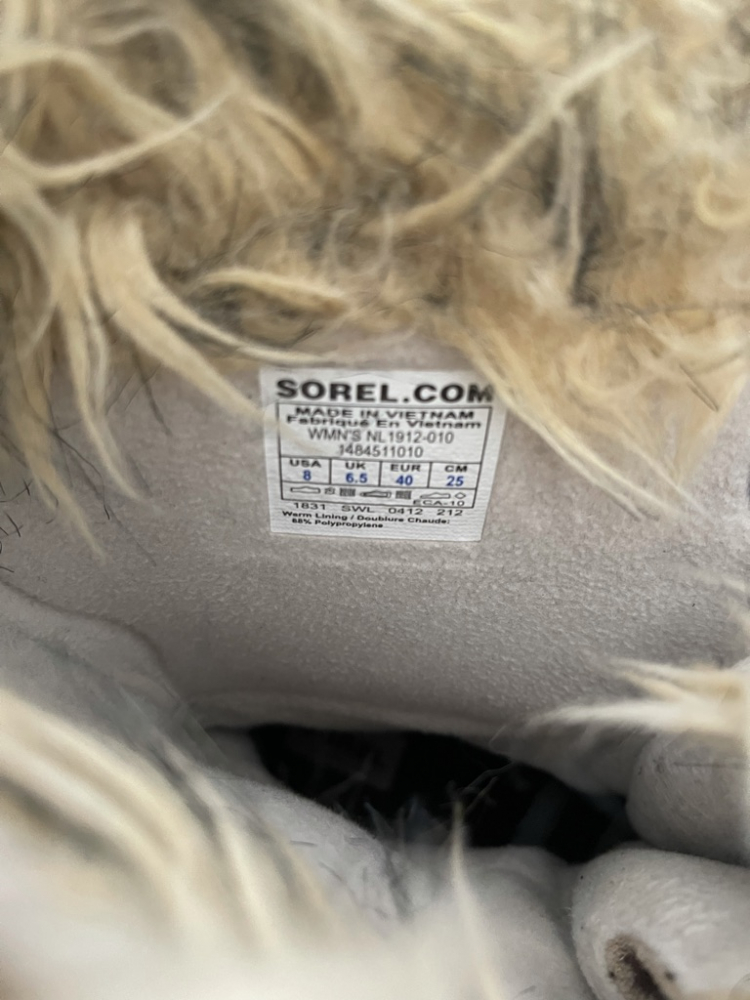 SOREL.COM
MADE IN VIETNAM
Fabriqué En Vietnam
WMN'S NL1912-010
1484511010
USA UK EUR CM
8 6.5 40 25
ECA-10
1831 SWL 0412 212
Warm Lining / Doublure Chaude:
68% Polypropylene